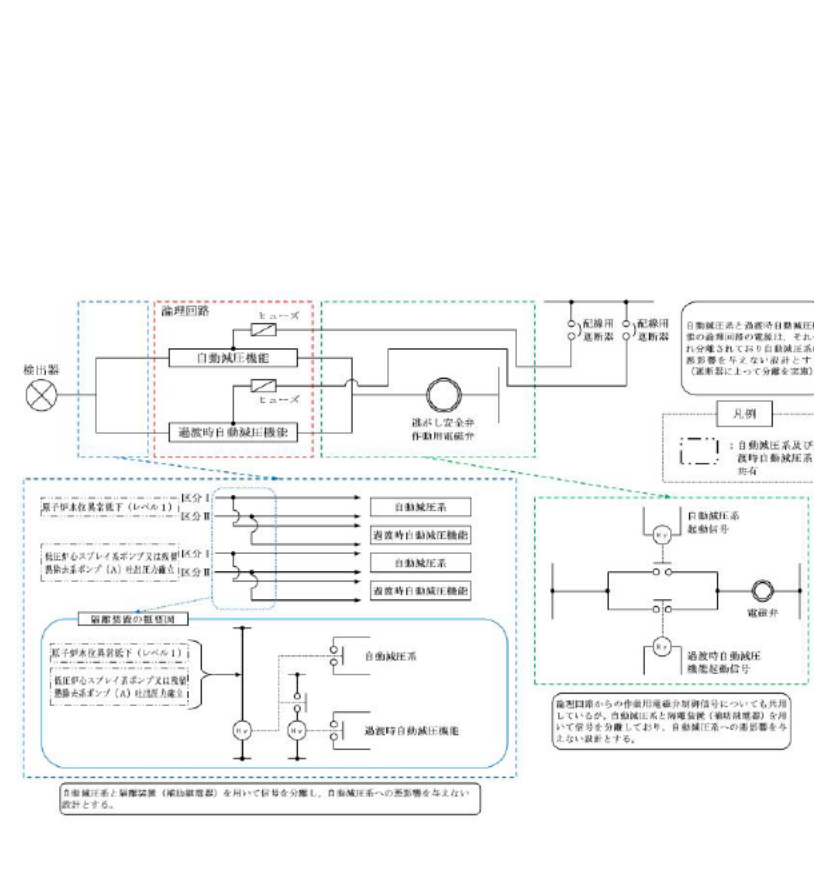 論理回路
ヒューズ
自動減圧機能
ヒューズ
過渡時自動減圧機能
検出器
逃がし安全弁
作動用電磁弁
配線用
遮断器
配線用
遮断器
自動減圧系と過渡時自動減圧
能の論理回路の電源は、それ
れ分離されており自動減圧系
悪影響を与えない設計とす
(遮断器によって分離を実施)
凡例
:自動減圧系及び
渡時自動減圧系
共有
原子炉水位異常低下(レベル1)
区分Ⅰ
区分Ⅱ
自動減圧系
過渡時自動減圧機能
低圧炉心スプレイ系ポンプ又は残留
熱除去系ポンプ(A)吐出圧力確立
区分Ⅰ
区分Ⅱ
自動減圧系
過渡時自動減圧機能
隔離装置の概要図
原子炉水位異常低下(レベル1)
低圧炉心スプレイ系ポンプ又は残留
熱除去系ポンプ(A)吐出圧力確立
Ry
Ry
自動減圧系
過渡時自動減圧機能
自動減圧系
起動信号
Ry
電磁弁
Ry
過渡時自動減圧
機能起動信号
論理回路からの作動用電磁弁制御信号についても共用
しているが、自動減圧系と隔離装置(補助継電器)を用
いて信号を分離しており、自動減圧系への悪影響を与
えない設計とする。
自動減圧系と隔離装置(補助継電器)を用いて信号を分離し、自動減圧系への悪影響を与えない
設計とする。